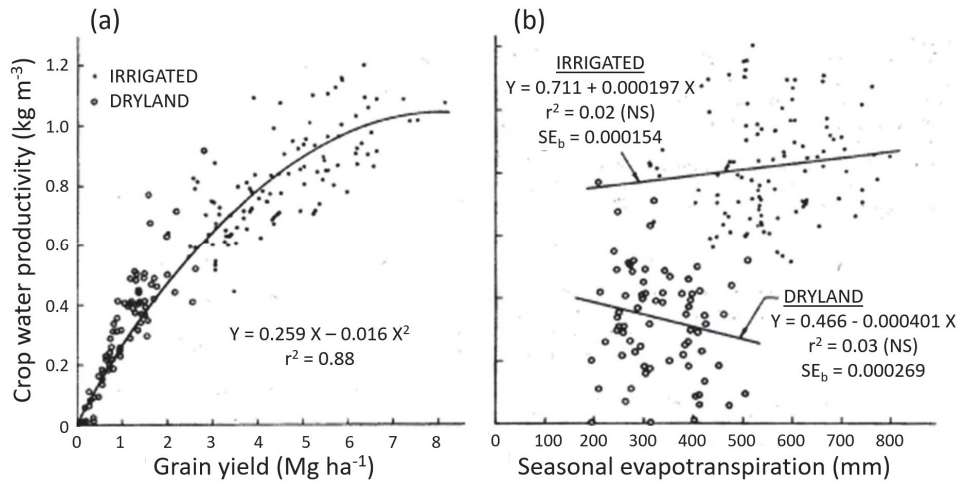 (a)
Crop water productivity (kg m-3)
1.2
1.0
0.8
0.6
0.4
0.2
0
IRRIGATED
DRYLAND
Y = 0.259 X – 0.016 X2
r2 = 0.88
0 1 2 3 4 5 6 7 8
Grain yield (Mg ha-1)
(b)
IRRIGATED
Y = 0.711 + 0.000197 X
r2 = 0.02 (NS)
SEb = 0.000154
DRYLAND
Y = 0.466 - 0.000401 X
r2 = 0.03 (NS)
SEb = 0.000269
0 100 200 300 400 500 600 700 800
Seasonal evapotranspiration (mm)